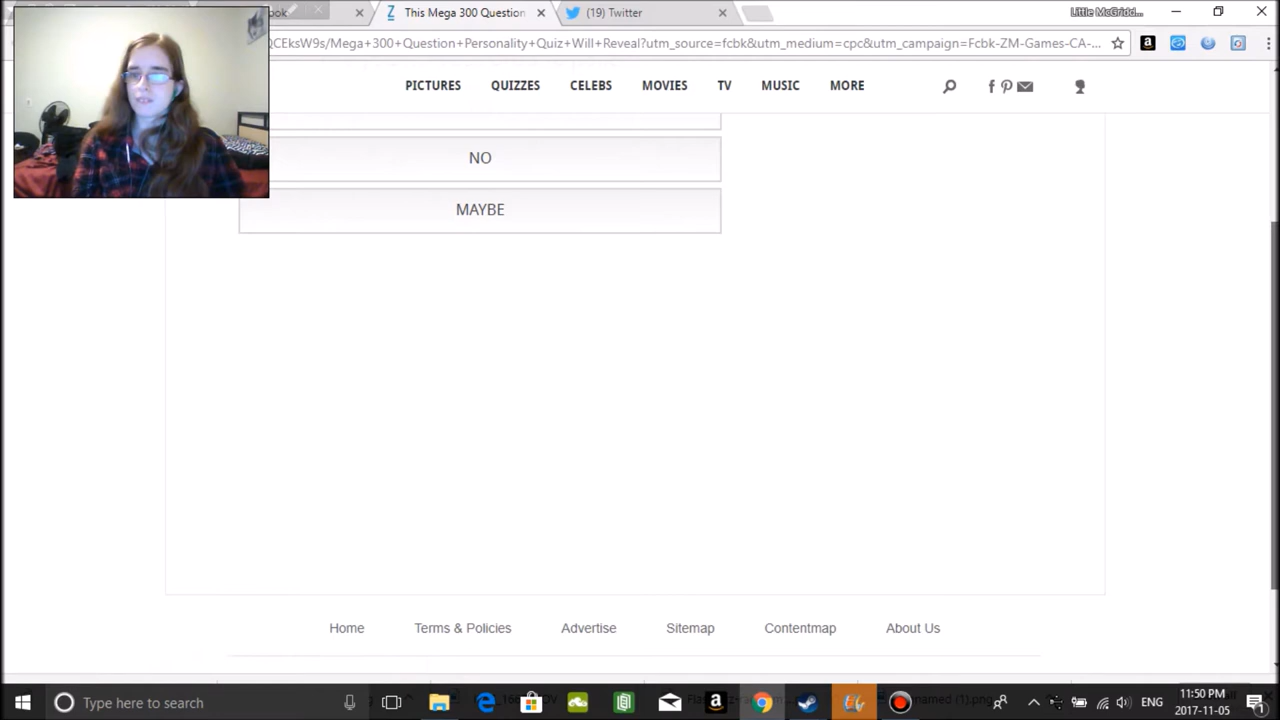 ook
This Mega 300 Question
(19) Twitter
Little McGridd...
QCEksW9s/Mega+300+Question+Personality+Quiz+Will+Reveal?utm_source=fcbk&utm_medium=cpc&utm_campaign=Fcbk-ZM-Games-CA-...
PICTURES QUIZZES CELEBS MOVIES TV MUSIC MORE
NO
MAYBE
Home Terms & Policies Advertise Sitemap Contentmap About Us
Type here to search
ENG
11:50 PM
2017-11-05